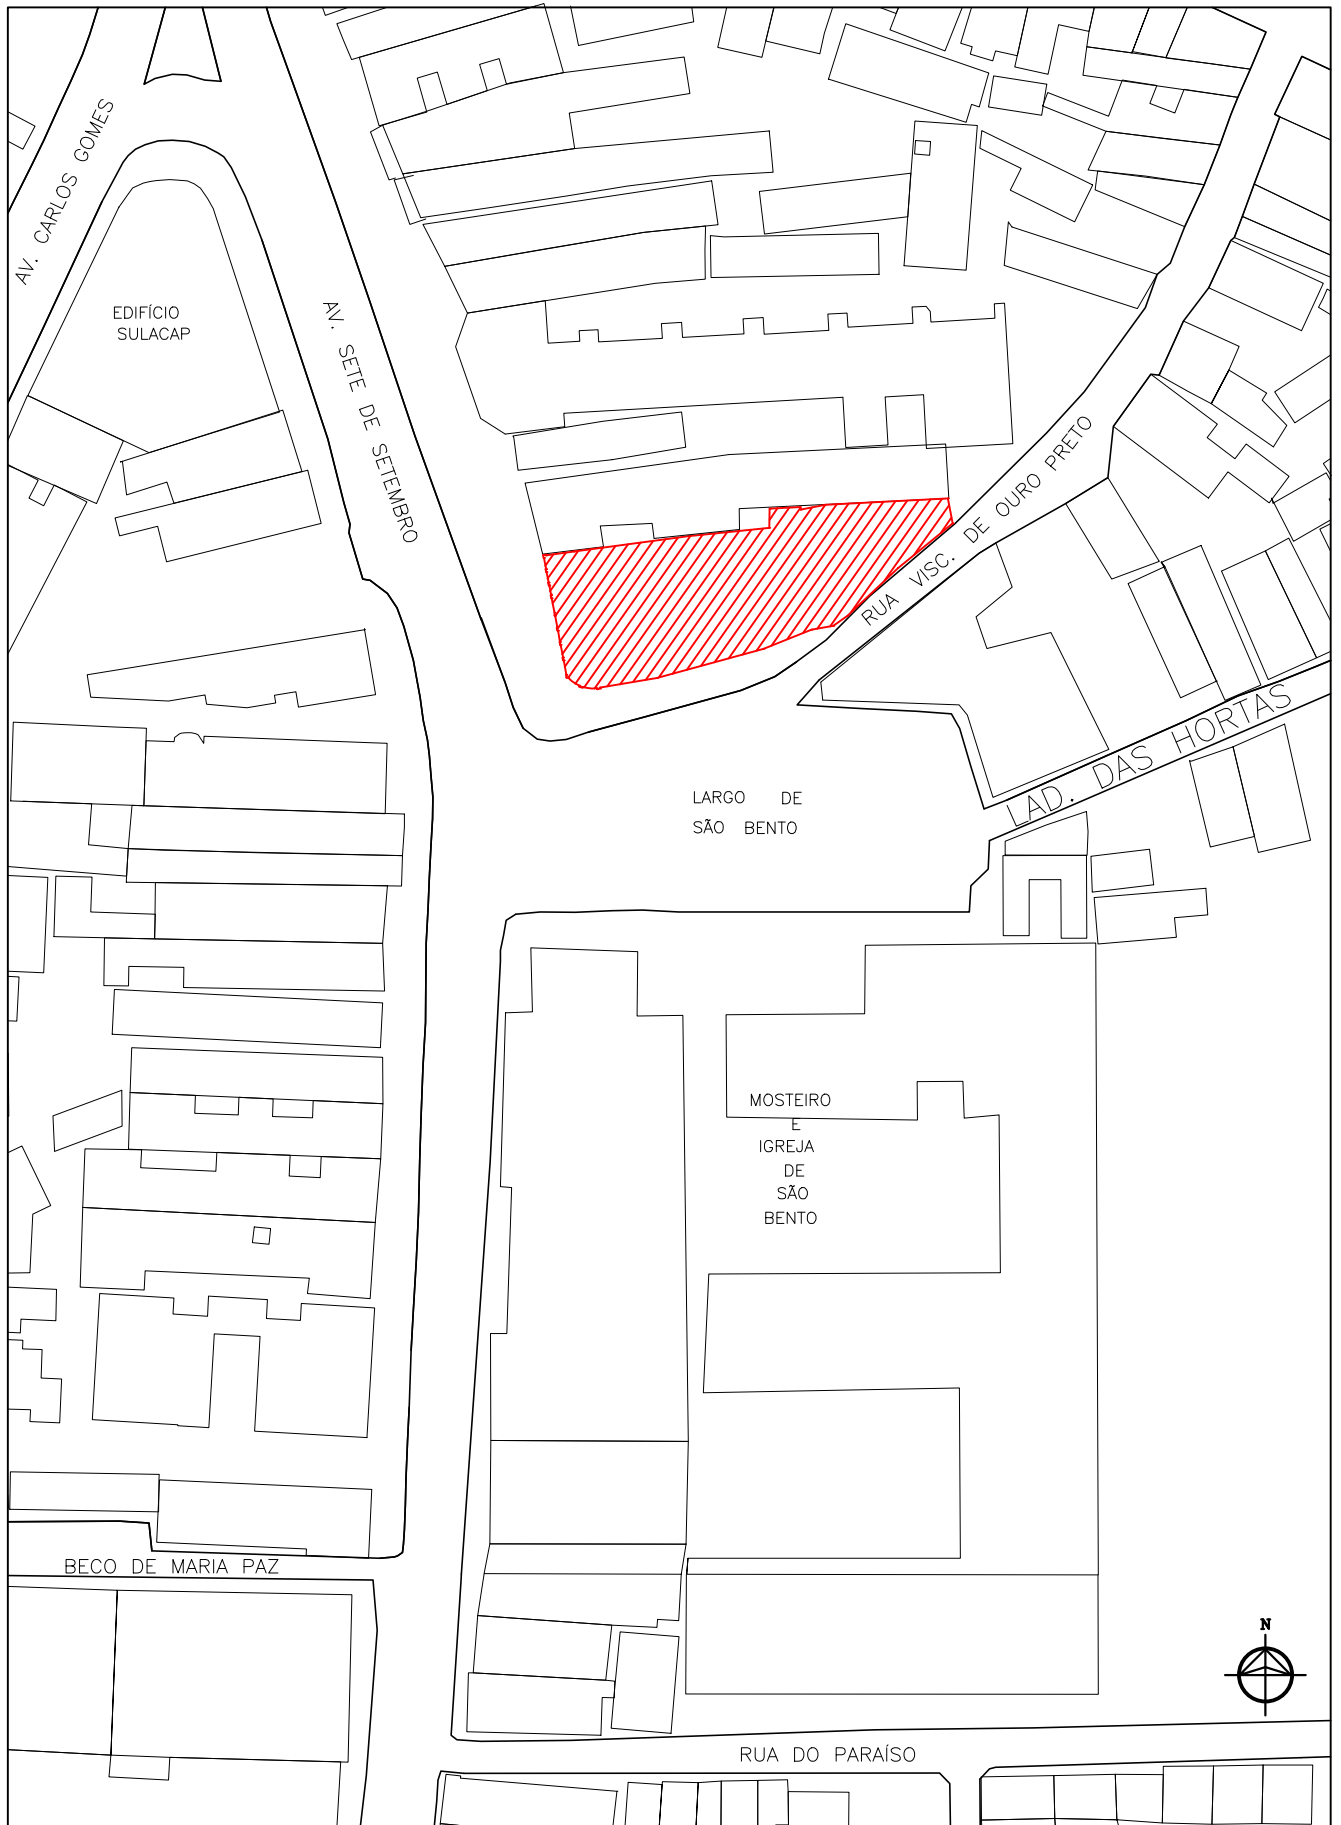 AV. CARLOS GOMES
EDIFÍCIO
SULACAP
AV. SETE DE SETEMBRO
RUA VISC. DE OURO PRETO
LAD. DAS HORTAS
LARGO DE
SÃO BENTO
MOSTEIRO
E
IGREJA
DE
SÃO
BENTO
BECO DE MARIA PAZ
N
RUA DO PARAÍSO